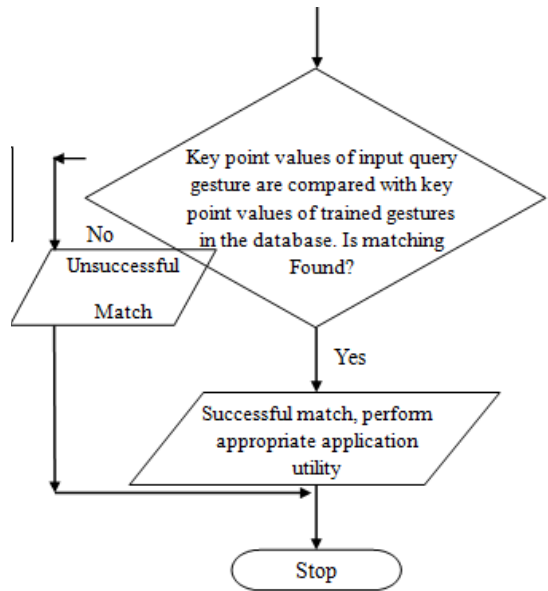 Key point values of input query
gesture are compared with key
point values of trained gestures
in the database. Is matching
Found?
No
Unsuccessful
Match
Yes
Successful match, perform
appropriate application
utility
Stop